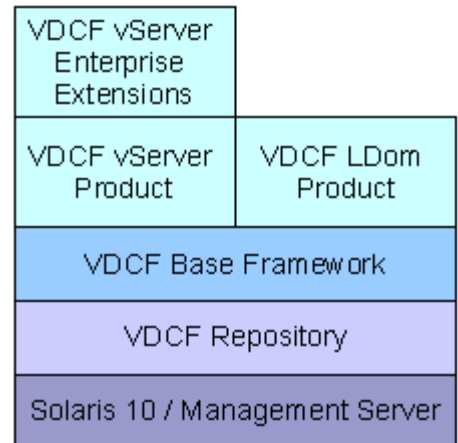 VDCF vServer
Enterprise
Extensions
VDCF vServer
Product
VDCF LDom
Product
VDCF Base Framework
VDCF Repository
Solaris 10 / Management Server